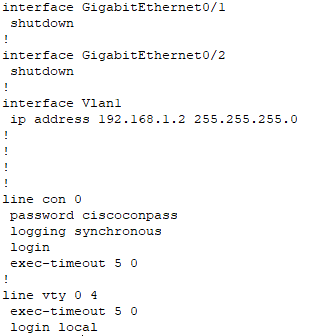 interface GigabitEthernet0/1
 shutdown
!
interface GigabitEthernet0/2
 shutdown
!
interface Vlan1
 ip address 192.168.1.2 255.255.255.0
!
!
!
!
line con 0
 password ciscoconpass
 logging synchronous
 login
 exec-timeout 5 0
!
line vty 0 4
 exec-timeout 5 0
 login local